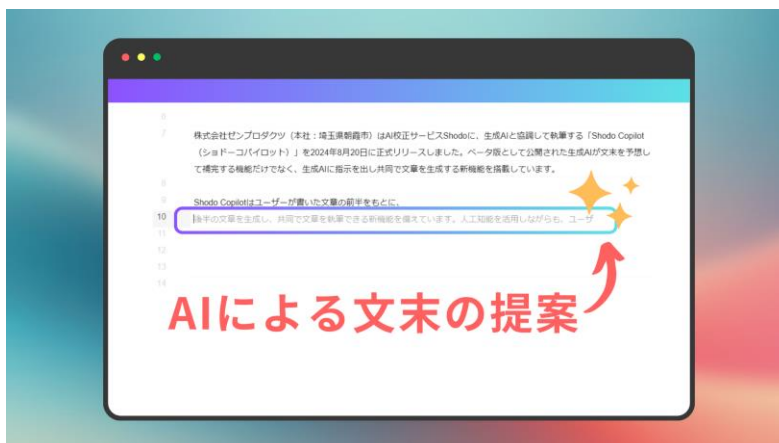 6
7
株式会社ゼンプロダクツ（本社：埼玉県朝霞市）はAI校正サービスShodoに、生成AIと協調して執筆する「Shodo Copilot
（ショドーコパイロット）」を2024年8月20日に正式リリースしました。ベータ版として公開された生成AIが文末を予想し
て補完する機能だけでなく、生成AIに指示を出し共同で文章を生成する新機能を搭載しています。
8
9
Shodo Copilotはユーザーが書いた文章の前半をもとに、
10
後半の文章を生成し、共同で文章を執筆できる新機能を備えています。人工知能を活用しながらも、ユーザ
11
12
13
14
AIによる文末の提案